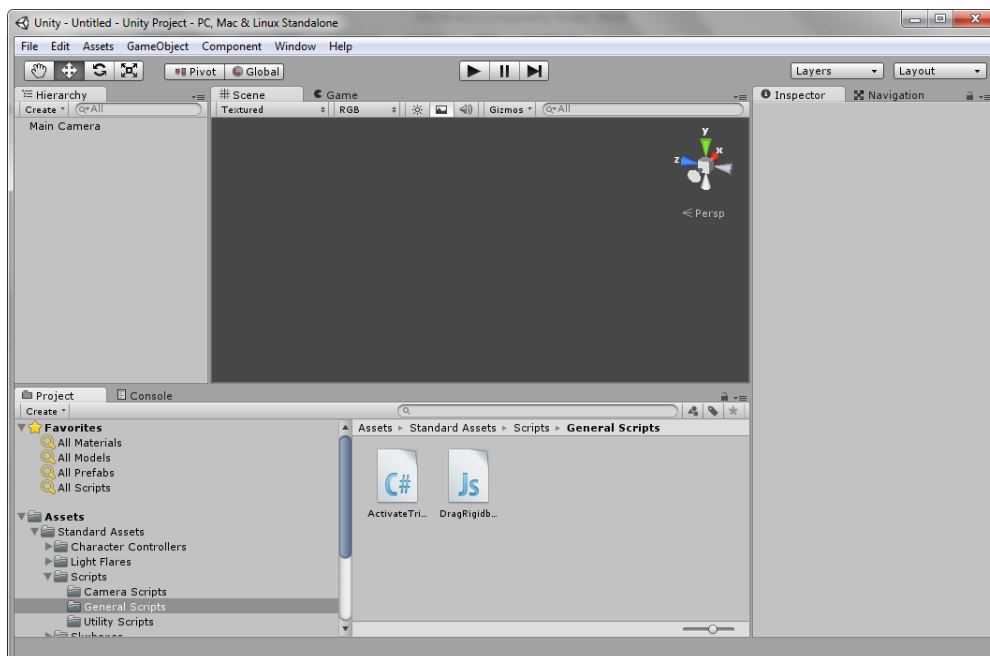 Unity - Untitled - Unity Project - PC, Mac & Linux Standalone
File Edit Assets GameObject Component Window Help
Pivot Global Layers Layout
Hierarchy
Create All
Main Camera
Scene Game
Textured RGB Gizmos All
y
x
z
Persp
Inspector Navigation
Project Console
Create
Favorites
All Materials
All Models
All Prefabs
All Scripts
Assets
Standard Assets
Character Controllers
Light Flares
Scripts
Camera Scripts
General Scripts
Utility Scripts
Skyboxes
Assets Standard Assets Scripts General Scripts
C# Js
ActivateTri... DragRigidb...